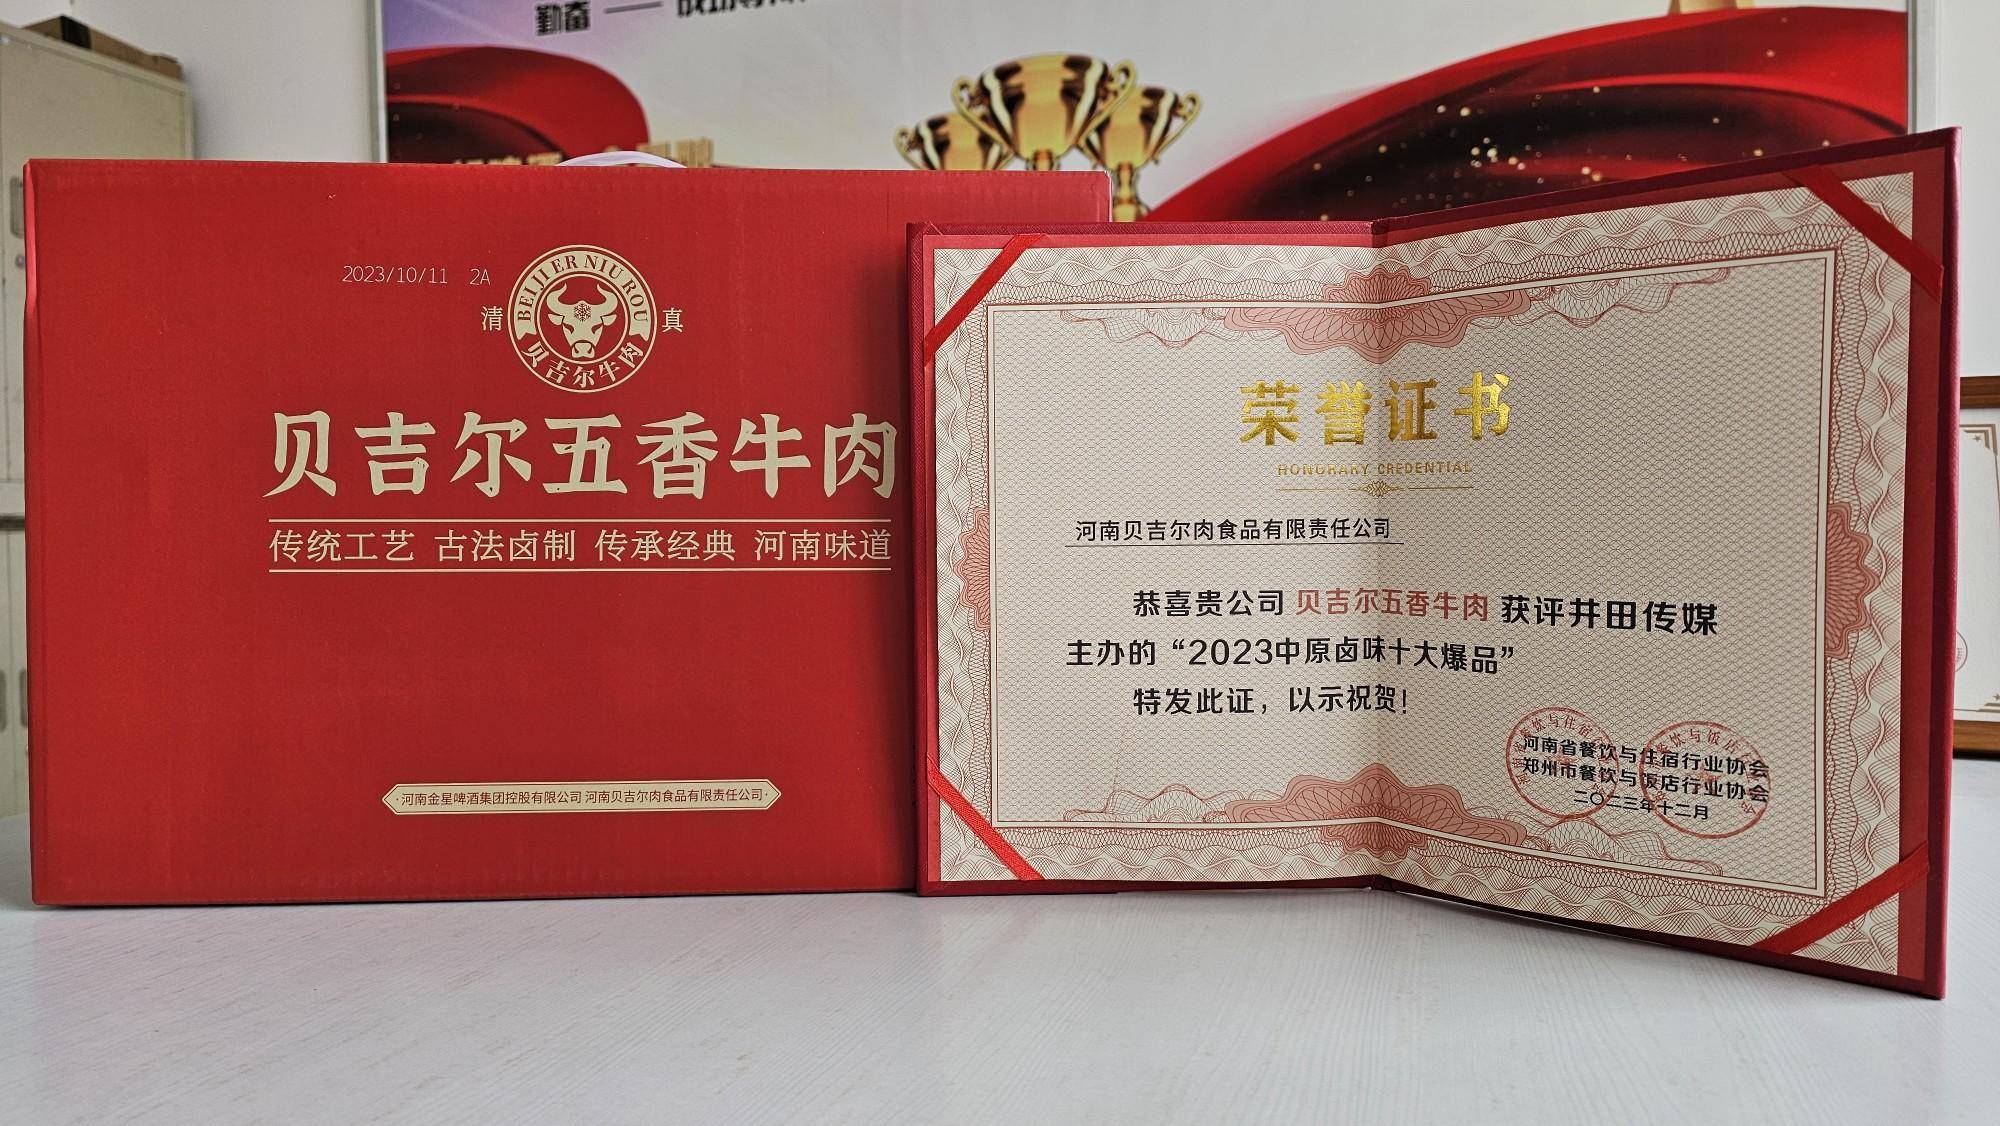 勤奋 ——
2023/10/11 2A
BEIJI ER NIU ROU
清 真
贝吉尔牛肉
贝吉尔五香牛肉
传统工艺 古法卤制 传承经典 河南味道
·河南金星啤酒集团控股有限公司 河南贝吉尔肉食品有限责任公司·
荣誉证书
HONORARY CREDENTIAL
河南贝吉尔肉食品有限责任公司
恭喜贵公司 贝吉尔五香牛肉 获评井田传媒
主办的“2023中原卤味十大爆品”
特发此证，以示祝贺！
河南省餐饮与住宿行业协会
郑州市餐饮与饭店行业协会
二〇二三年十二月